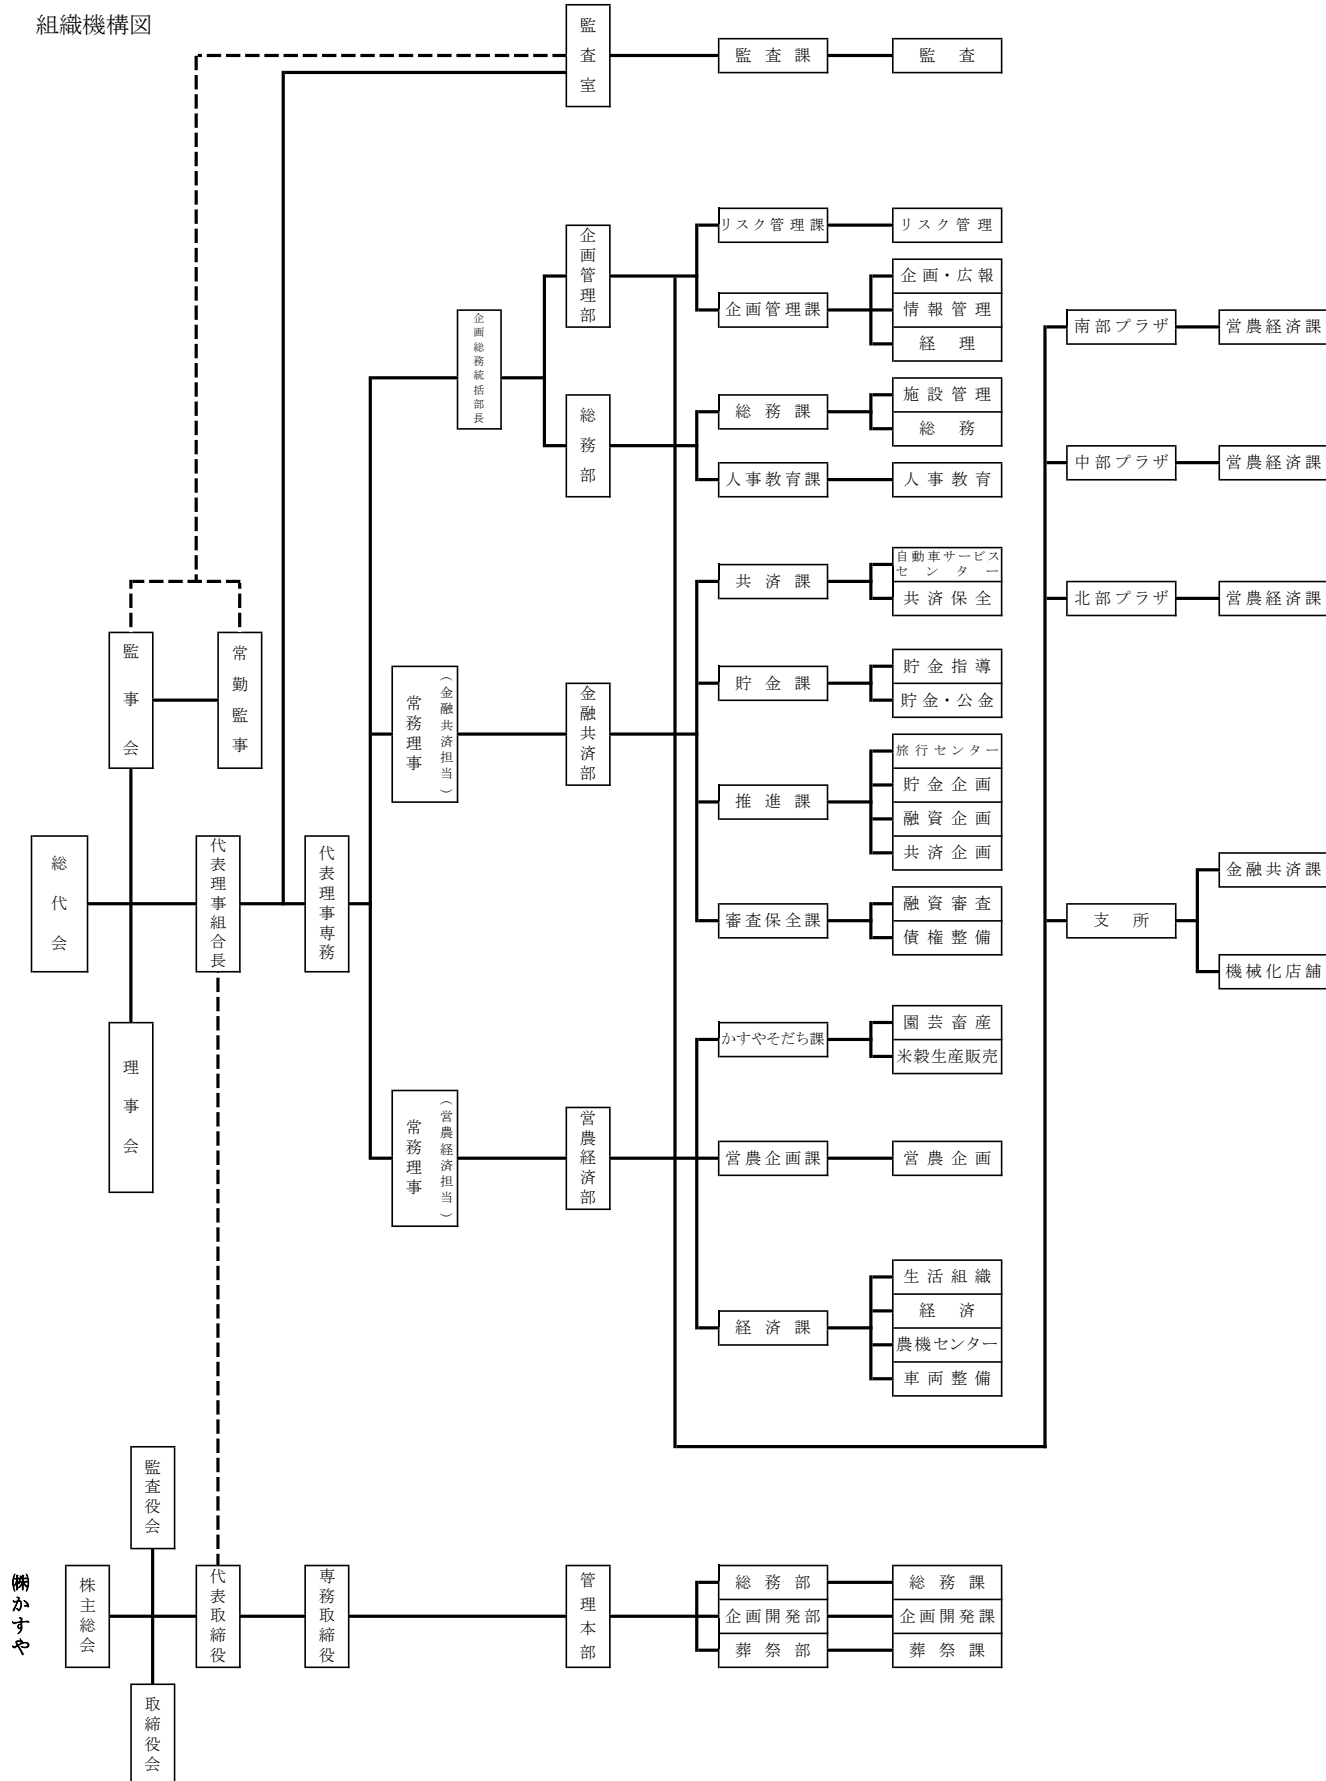 組織機構図
監査室
監査課
監査
リスク管理課
リスク管理
企画管理部
企画・広報
企画管理課
情報管理
経理
南部プラザ
営農経済課
企画総務統括部長
施設管理
総務部
総務課
総務
人事教育課
人事教育
中部プラザ
営農経済課
自動車サービス
センター
共済課
共済保全
北部プラザ
営農経済課
監事会
常勤監事
常務理事
（金融共済担当）
金融共済部
貯金指導
貯金課
貯金・公金
旅行センター
貯金企画
推進課
融資企画
共済企画
総代会
代表理事組合長
代表理事専務
融資審査
審査保全課
債権整備
支所
金融共済課
機械化店舗
理事会
園芸畜産
かすやそだち課
米穀生産販売
常務理事
（営農経済担当）
営農経済部
営農企画課
営農企画
生活組織
経済
経済課
農機センター
車両整備
監査役会
㈱かすや
株主総会
代表取締役
専務取締役
管理本部
総務部
総務課
企画開発部
企画開発課
葬祭部
葬祭課
取締役会